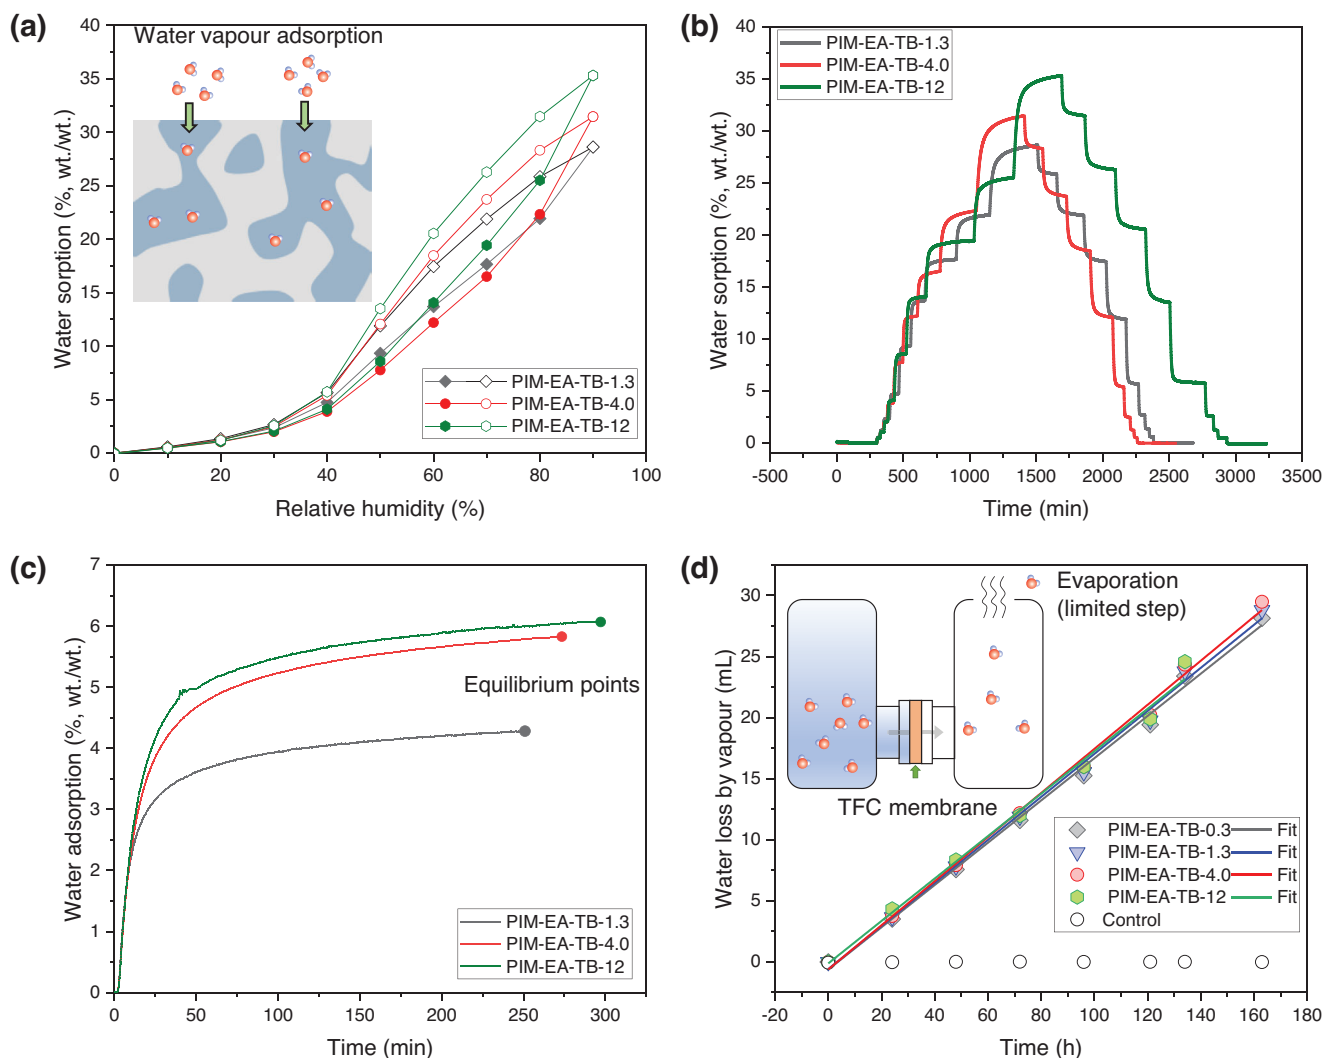 (a)
Water vapour adsorption
Water sorption (%, wt./wt.)
40
35
30
25
20
15
10
5
0
PIM-EA-TB-1.3
PIM-EA-TB-4.0
PIM-EA-TB-12
0 20 40 60 80 100
Relative humidity (%)
(b)
PIM-EA-TB-1.3
PIM-EA-TB-4.0
PIM-EA-TB-12
Water sorption (%, wt./wt.)
40
35
30
25
20
15
10
5
0
-500 0 500 1000 1500 2000 2500 3000 3500
Time (min)
(c)
Water adsorption (%, wt./wt.)
7
6
5
4
3
2
1
0
Equilibrium points
PIM-EA-TB-1.3
PIM-EA-TB-4.0
PIM-EA-TB-12
0 50 100 150 200 250 300
Time (min)
(d)
Evaporation
(limited step)
TFC membrane
Water loss by vapour (mL)
30
25
20
15
10
5
0
PIM-EA-TB-0.3 Fit
PIM-EA-TB-1.3 Fit
PIM-EA-TB-4.0 Fit
PIM-EA-TB-12 Fit
Control
-20 0 20 40 60 80 100 120 140 160 180
Time (h)